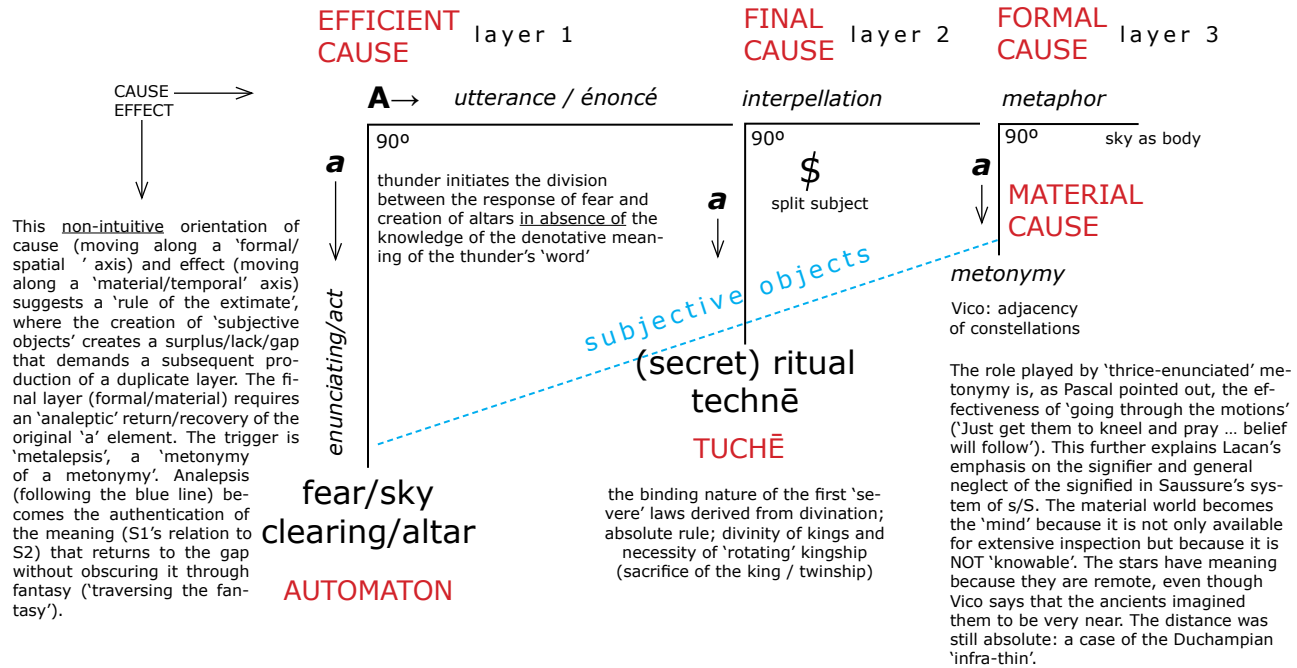 EFFICIENT
CAUSE
layer 1
FINAL
CAUSE
layer 2
FORMAL
CAUSE
layer 3
CAUSE
EFFECT
A→
utterance / énoncé
interpellation
metaphor
90º
90º
90º
sky as body
a
a
a
$
split subject
thunder initiates the division
between the response of fear and
creation of altars in absence of the
knowledge of the denotative mean-
ing of the thunder’s ‘word’
MATERIAL
CAUSE
This non-intuitive orientation of
cause (moving along a ‘formal/
spatial ’ axis) and effect (moving
along a ‘material/temporal’ axis)
suggests a ‘rule of the extimate’,
where the creation of ‘subjective
objects’ creates a surplus/lack/gap
that demands a subsequent pro-
duction of a duplicate layer. The fi-
nal layer (formal/material) requires
an ‘analeptic’ return/recovery of the
original ‘a’ element. The trigger is
‘metalepsis’, a ‘metonymy
of a metonymy’. Analepsis
(following the blue line) be-
comes the authentication of
the meaning (S1’s relation to
S2) that returns to the gap
without obscuring it through
fantasy (‘traversing the fan-
tasy’).
enunciating/act
subjective objects
metonymy
Vico: adjacency
of constellations
(secret) ritual
technē
TUCHĒ
fear/sky
clearing/altar
AUTOMATON
the binding nature of the first ‘se-
vere’ laws derived from divination;
absolute rule; divinity of kings and
necessity of ‘rotating’ kingship
(sacrifice of the king / twinship)
The role played by ‘thrice-enunciated’ me-
tonymy is, as Pascal pointed out, the ef-
fectiveness of ‘going through the motions’
(‘Just get them to kneel and pray ... belief
will follow’). This further explains Lacan’s
emphasis on the signifier and general
neglect of the signified in Saussure’s sys-
tem of s/S. The material world becomes
the ‘mind’ because it is not only available
for extensive inspection but because it is
NOT ‘knowable’. The stars have meaning
because they are remote, even though
Vico says that the ancients imagined
them to be very near. The distance was
still absolute: a case of the Duchampian
‘infra-thin’.